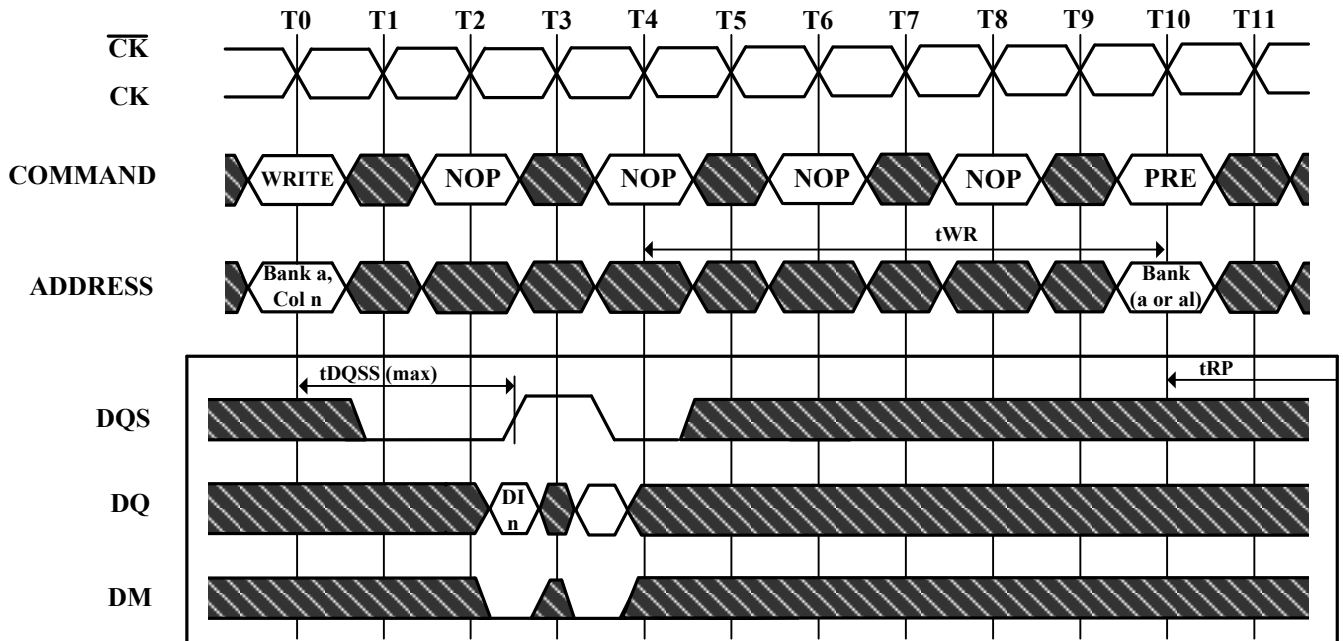 T0 T1 T2 T3 T4 T5 T6 T7 T8 T9 T10 T11
CK
CK
COMMAND WRITE NOP NOP NOP NOP PRE
tWR
ADDRESS Bank a, Col n Bank (a or al)
tDQSS (max) tRP
DQS
DQ DI n
DM